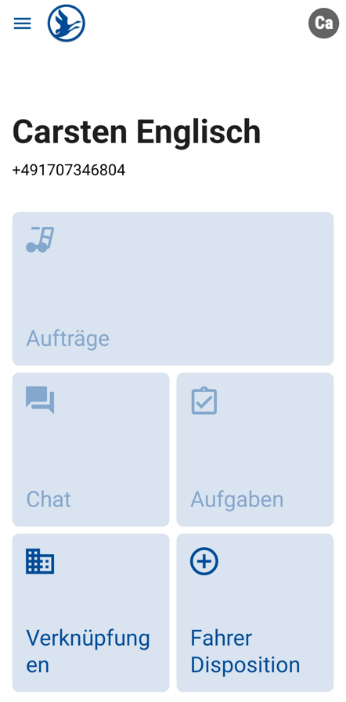 Ca
Carsten Englisch
+491707346804
Aufträge
Chat
Aufgaben
Verknüpfung
en
Fahrer
Disposition